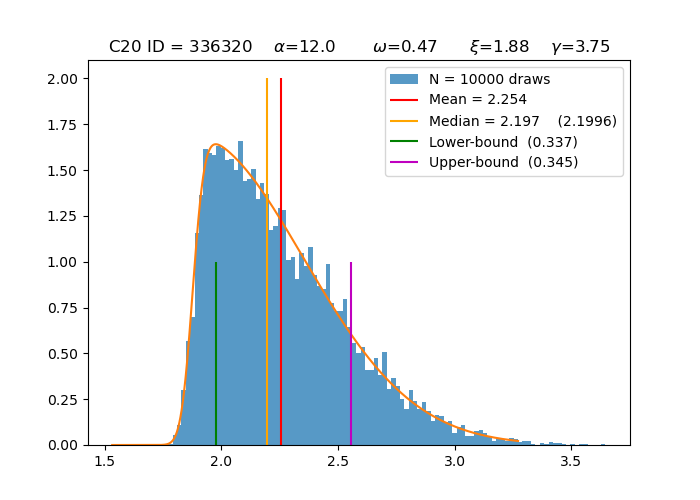 C20 ID = 336320 α=12.0 ω=0.47 ξ=1.88 γ=3.75
N = 10000 draws
Mean = 2.254
Median = 2.197 (2.1996)
Lower-bound (0.337)
Upper-bound (0.345)
2.00
1.75
1.50
1.25
1.00
0.75
0.50
0.25
0.00
1.5 2.0 2.5 3.0 3.5